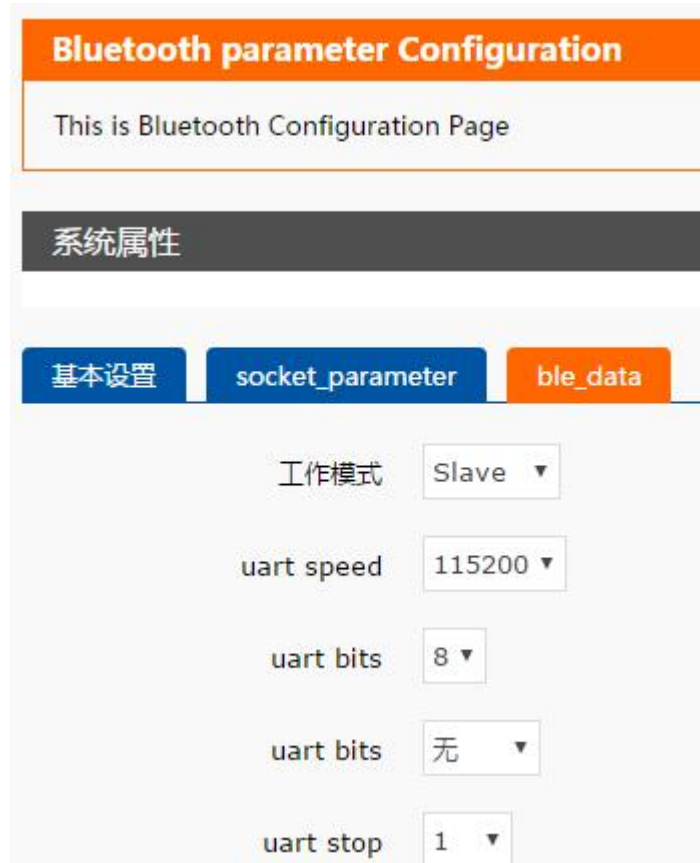 Bluetooth parameter Configuration
This is Bluetooth Configuration Page
系统属性
基本设置 socket_parameter ble_data
工作模式 Slave
uart speed 115200
uart bits 8
uart bits 无
uart stop 1